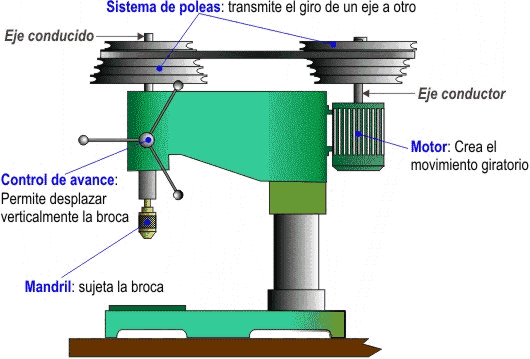 Sistema de poleas: transmite el giro de un eje a otro
Eje conducido
Eje conductor
Motor: Crea el
movimiento giratorio
Control de avance:
Permite desplazar
verticalmente la broca
Mandril: sujeta la broca